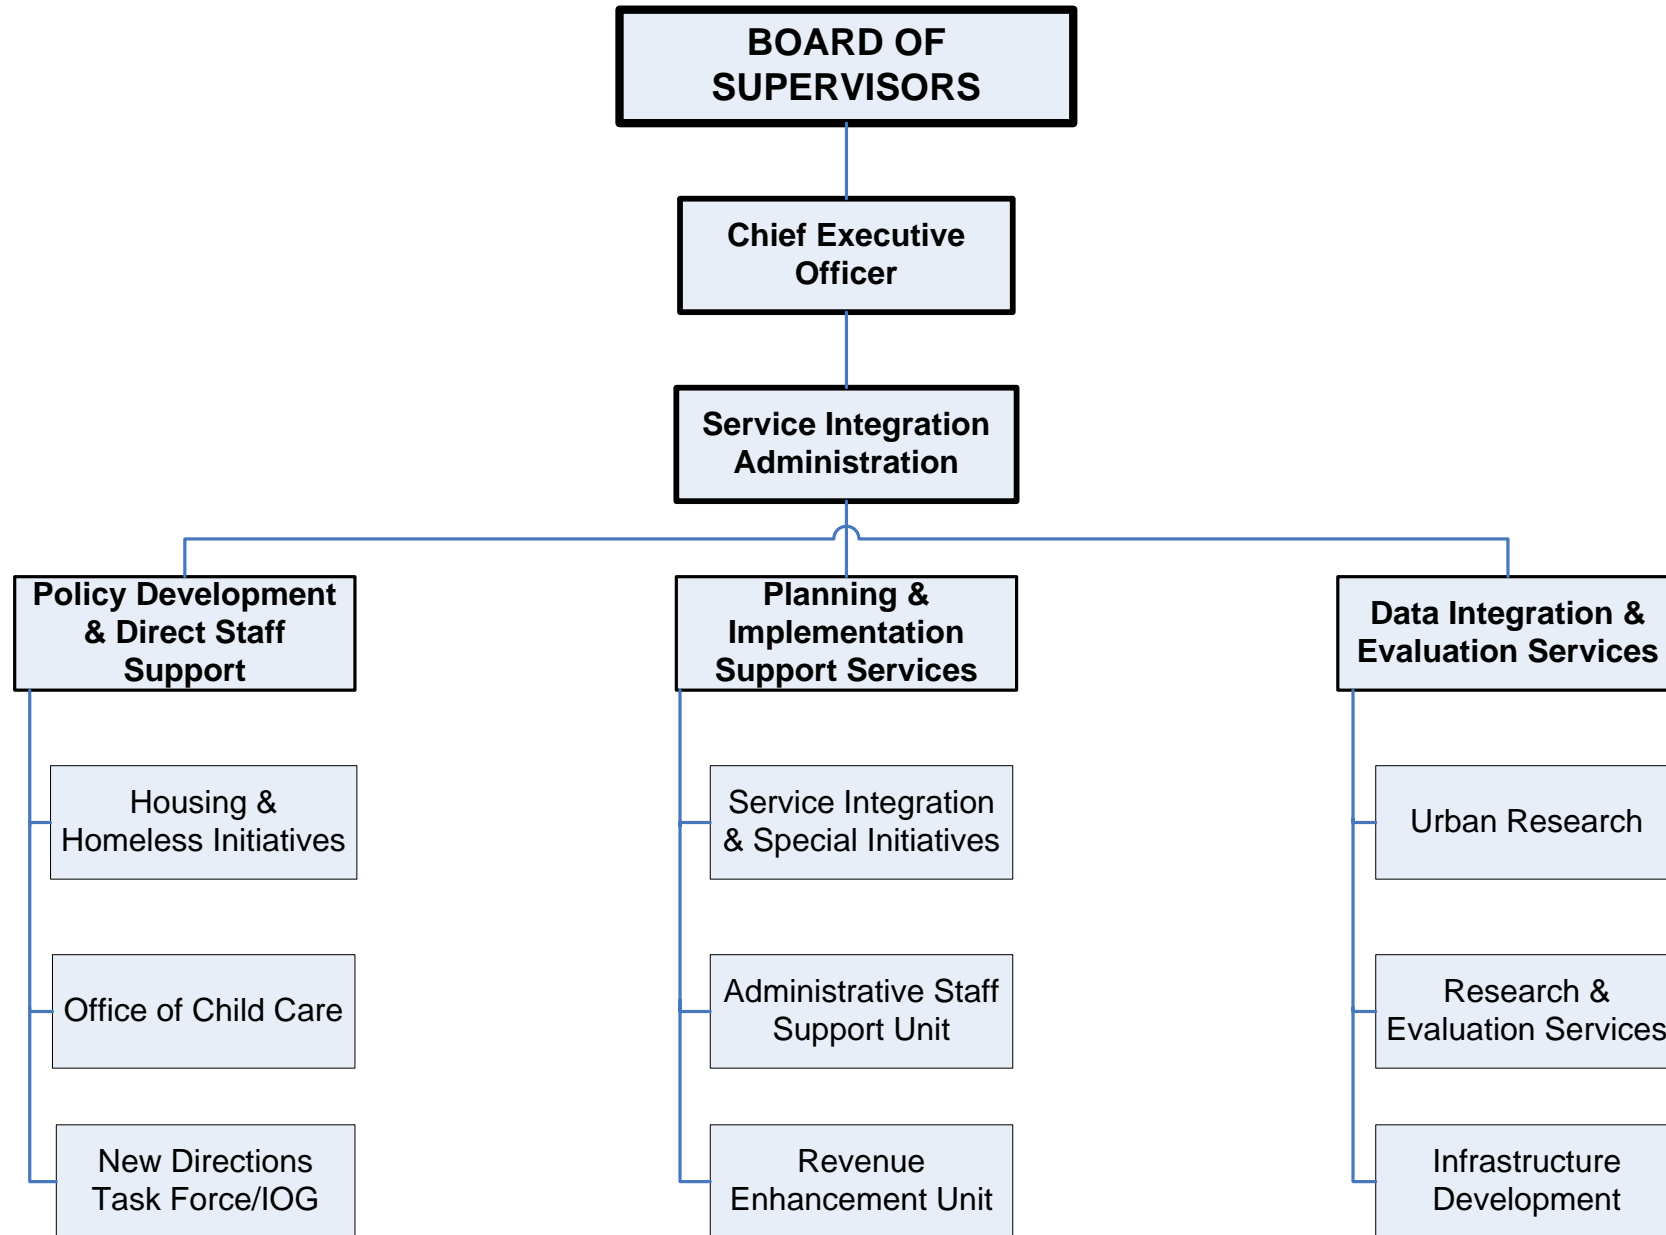 BOARD OF
SUPERVISORS
Chief Executive
Officer
Service Integration
Administration
Policy Development
& Direct Staff
Support
Planning &
Implementation
Support Services
Data Integration &
Evaluation Services
Housing &
Homeless Initiatives
Service Integration
& Special Initiatives
Urban Research
Office of Child Care
Administrative Staff
Support Unit
Research &
Evaluation Services
New Directions
Task Force/IOG
Revenue
Enhancement Unit
Infrastructure
Development